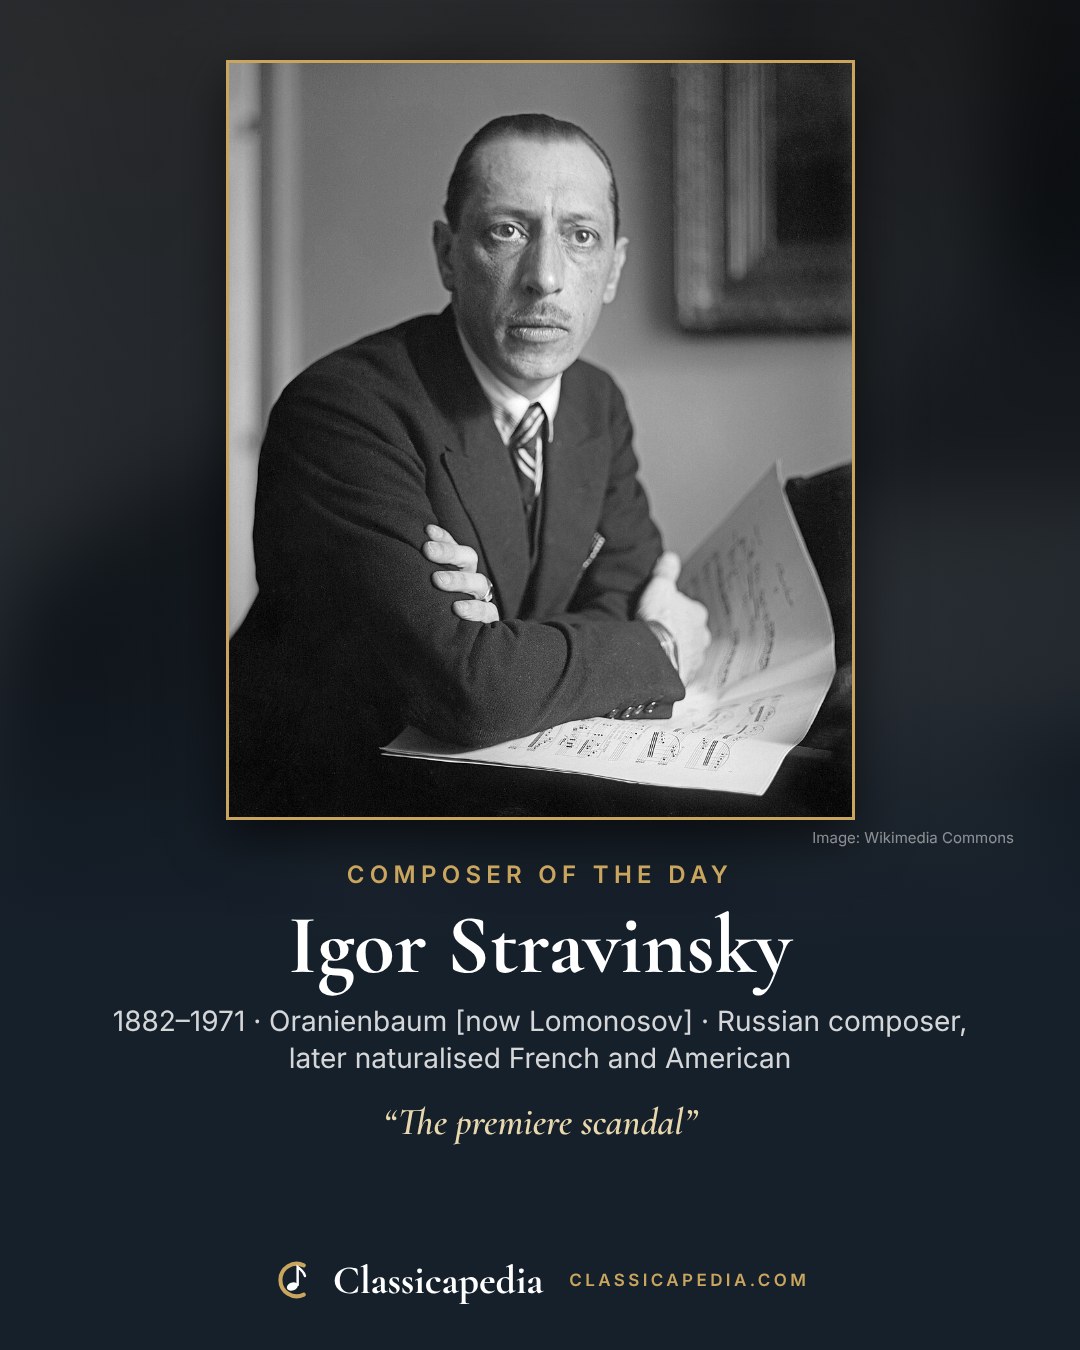 Image: Wikimedia Commons
COMPOSER OF THE DAY
Igor Stravinsky
1882–1971 · Oranienbaum [now Lomonosov] · Russian composer,
later naturalised French and American
“The premiere scandal”
Classicapedia CLASSICAPEDIA.COM